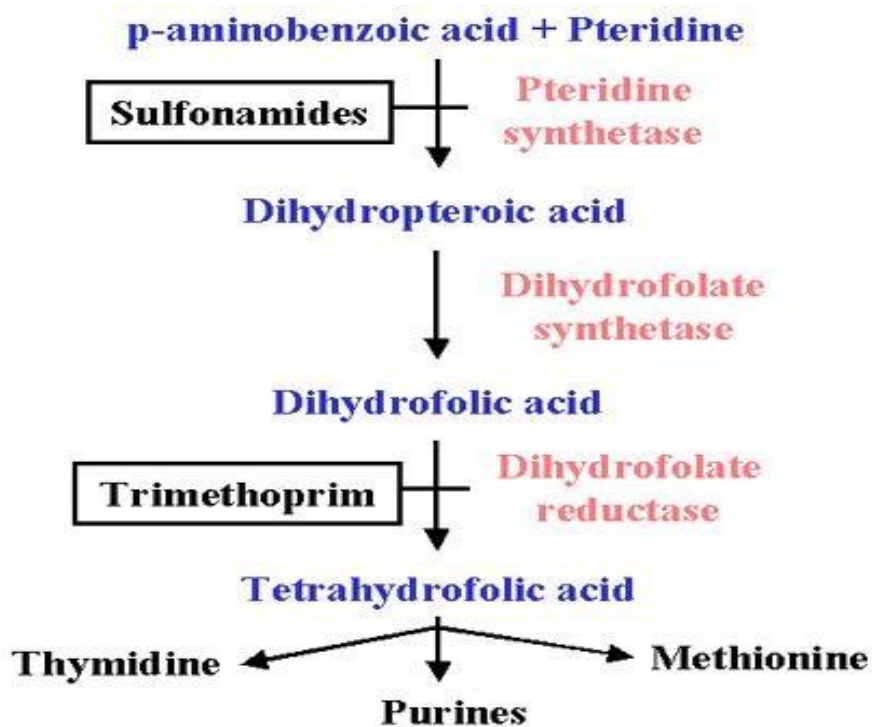 p-aminobenzoic acid + Pteridine
Sulfonamides
Pteridine
synthetase
Dihydropteroic acid
Dihydrofolate
synthetase
Dihydrofolic acid
Trimethoprim
Dihydrofolate
reductase
Tetrahydrofolic acid
Thymidine
Methionine
Purines